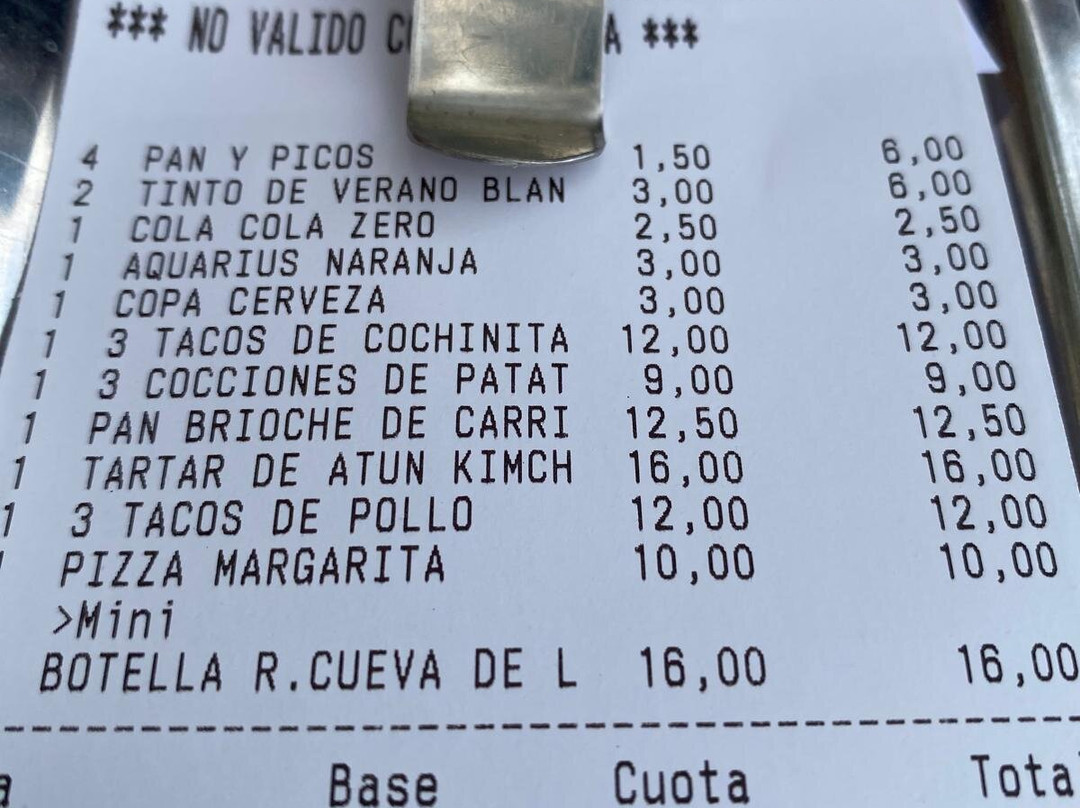 *** NO VALIDO C A ***
4 PAN Y PICOS 1,50 6,00
2 TINTO DE VERANO BLAN 3,00 6,00
1 COLA COLA ZERO 2,50 2,50
1 AQUARIUS NARANJA 3,00 3,00
1 COPA CERVEZA 3,00 3,00
1 3 TACOS DE COCHINITA 12,00 12,00
1 3 COCCIONES DE PATAT 9,00 9,00
1 PAN BRIOCHE DE CARRI 12,50 12,50
1 TARTAR DE ATUN KIMCH 16,00 16,00
1 3 TACOS DE POLLO 12,00 12,00
PIZZA MARGARITA 10,00 10,00
>Mini
BOTELLA R.CUEVA DE L 16,00 16,00
a Base Cuota Tota